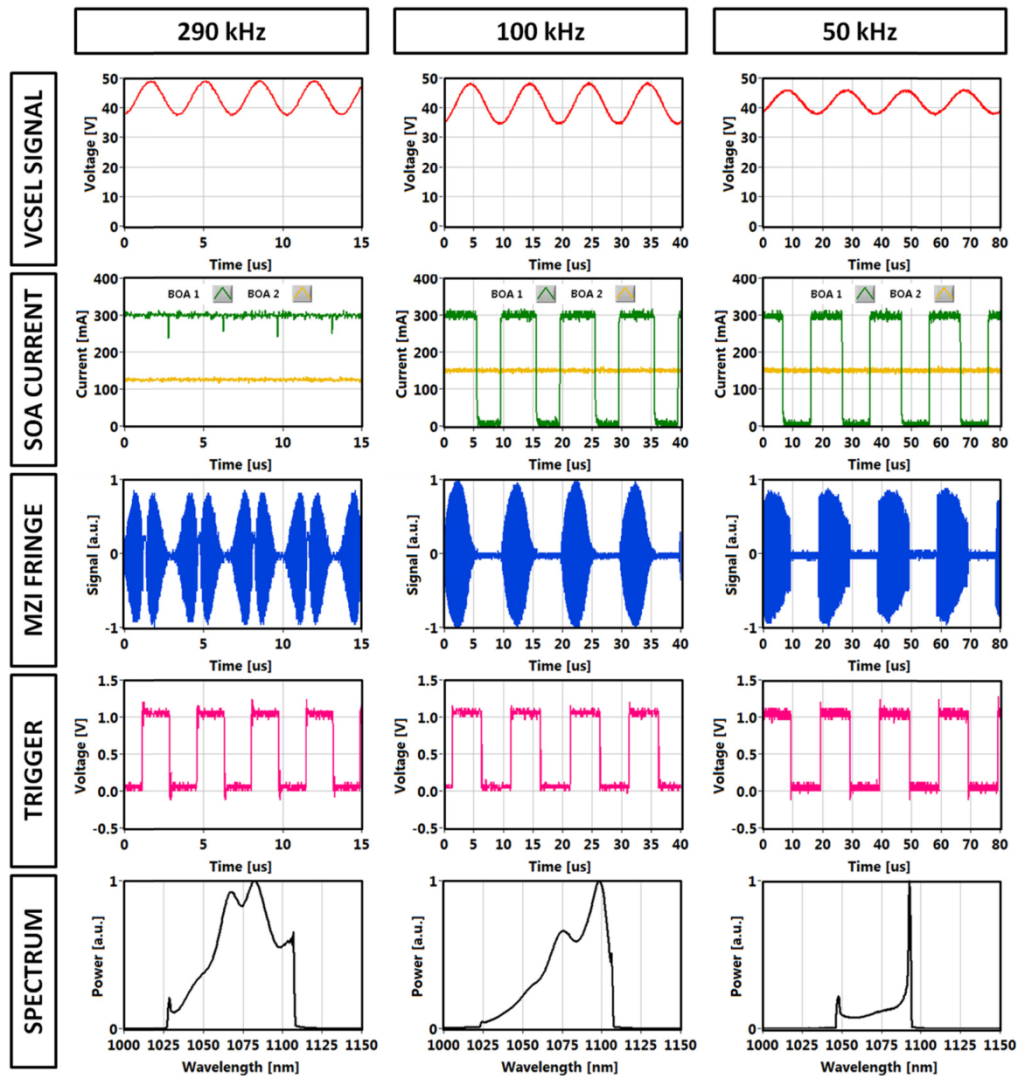 290 kHz
100 kHz
50 kHz
VCSEL SIGNAL
Voltage [V]
50
40
30
20
10
0
0 5 10 15
Time [us]
Voltage [V]
50
40
30
20
10
0
0 5 10 15 20 25 30 35 40
Time [us]
Voltage [V]
50
40
30
20
10
0
0 10 20 30 40 50 60 70 80
Time [us]
SOA CURRENT
Current [mA]
400
300
200
100
0
BOA 1 BOA 2
0 5 10 15
Time [us]
Current [mA]
400
300
200
100
0
BOA 1 BOA 2
0 5 10 15 20 25 30 35 40
Time [us]
Current [mA]
400
300
200
100
0
BOA 1 BOA 2
0 10 20 30 40 50 60 70 80
Time [us]
MZI FRINGE
Signal [a.u.]
1
0
-1
0 5 10 15
Time [us]
Signal [a.u.]
1
0
-1
0 5 10 15 20 25 30 35 40
Time [us]
Signal [a.u.]
1
0
-1
0 10 20 30 40 50 60 70 80
Time [us]
TRIGGER
Voltage [V]
1.5
1.0
0.5
0.0
-0.5
0 5 10 15
Time [us]
Voltage [V]
1.5
1.0
0.5
0.0
-0.5
0 5 10 15 20 25 30 35 40
Time [us]
Voltage [V]
1.5
1.0
0.5
0.0
-0.5
0 10 20 30 40 50 60 70 80
Time [us]
SPECTRUM
Power [a.u.]
1
0
1000 1025 1050 1075 1100 1125 1150
Wavelength [nm]
Power [a.u.]
1
0
1000 1025 1050 1075 1100 1125 1150
Wavelength [nm]
Power [a.u.]
1
0
1000 1025 1050 1075 1100 1125 1150
Wavelength [nm]